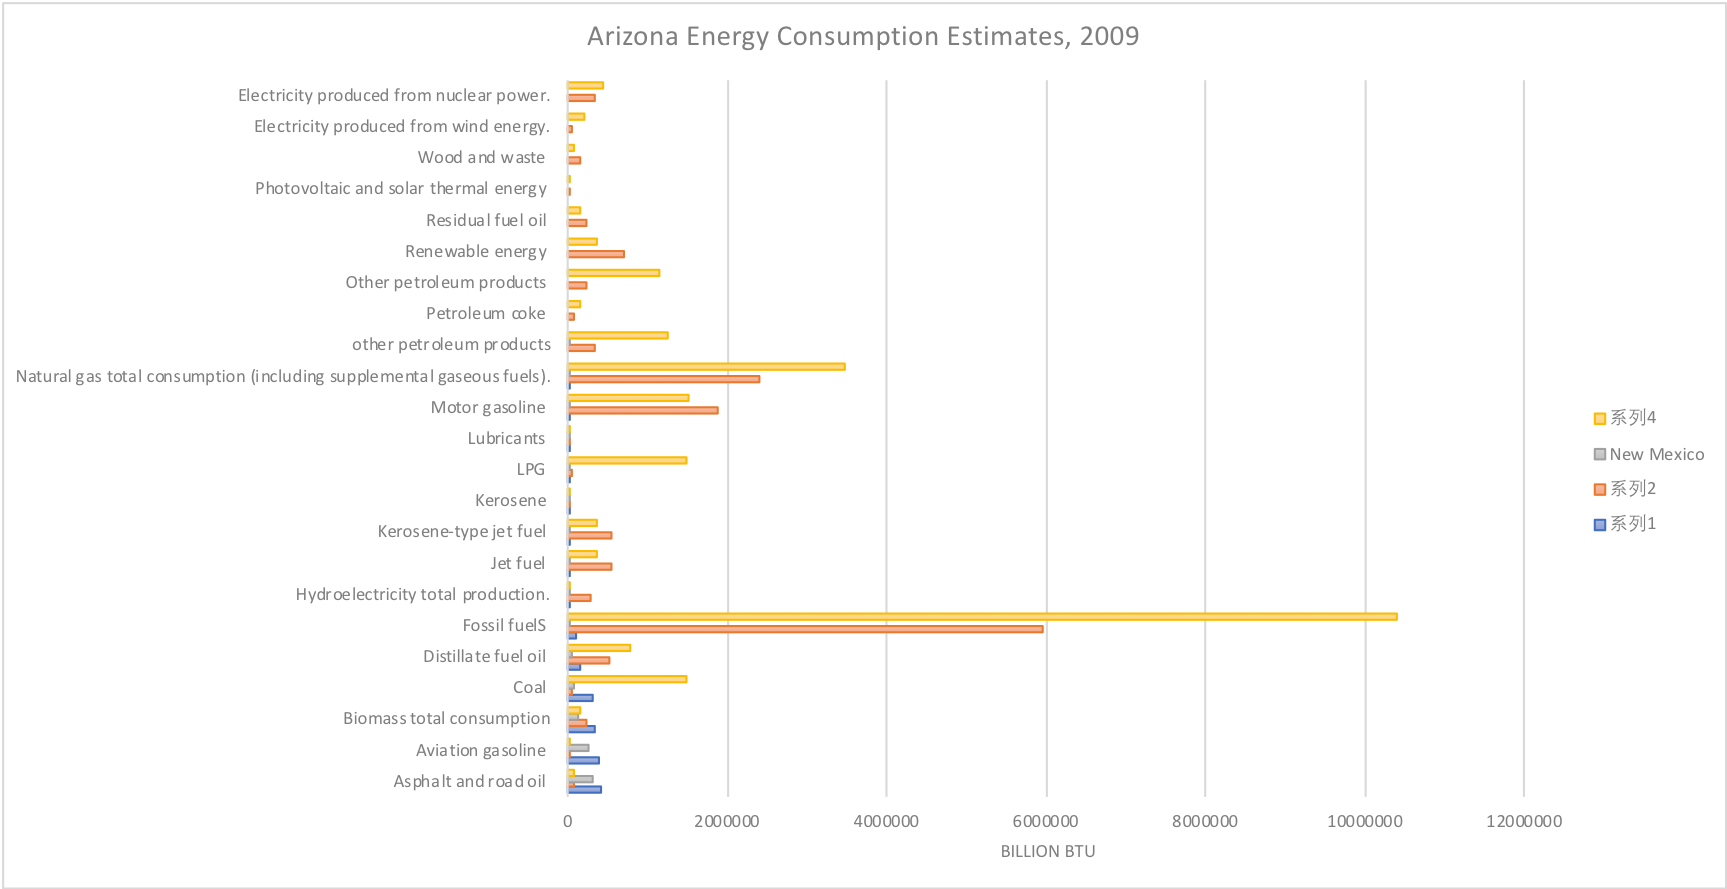 Arizona Energy Consumption Estimates, 2009
Electricity produced from nuclear power.
Electricity produced from wind energy.
Wood and waste
Photovoltaic and solar thermal energy
Residual fuel oil
Renewable energy
Other petroleum products
Petroleum coke
other petroleum products
Natural gas total consumption (including supplemental gaseous fuels).
Motor gasoline
Lubricants
LPG
Kerosene
Kerosene-type jet fuel
Jet fuel
Hydroelectricity total production.
Fossil fuelS
Distillate fuel oil
Coal
Biomass total consumption
Aviation gasoline
Asphalt and road oil
0 2000000 4000000 6000000 8000000 10000000 12000000
BILLION BTU
系列4
New Mexico
系列2
系列1